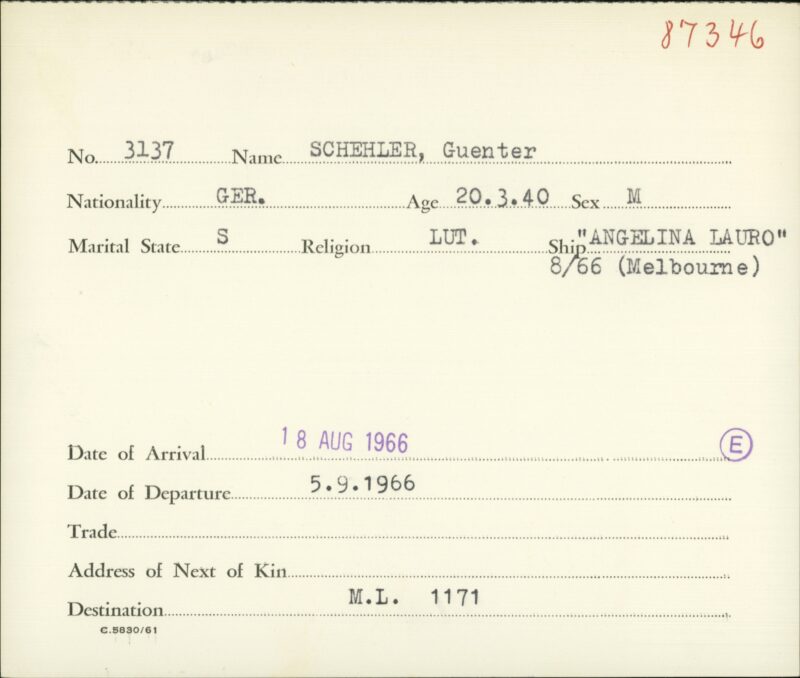 87346
No. 3137 Name SCHEHLER, Guenter
Nationality GER. Age 20.3.40 Sex M
Marital State S Religion LUT. Ship "ANGELINA LAURO"
8/66 (Melbourne)
Date of Arrival 18 AUG 1966 E
Date of Departure 5.9.1966
Trade
Address of Next of Kin
Destination M.L. 1171
C.5830/61